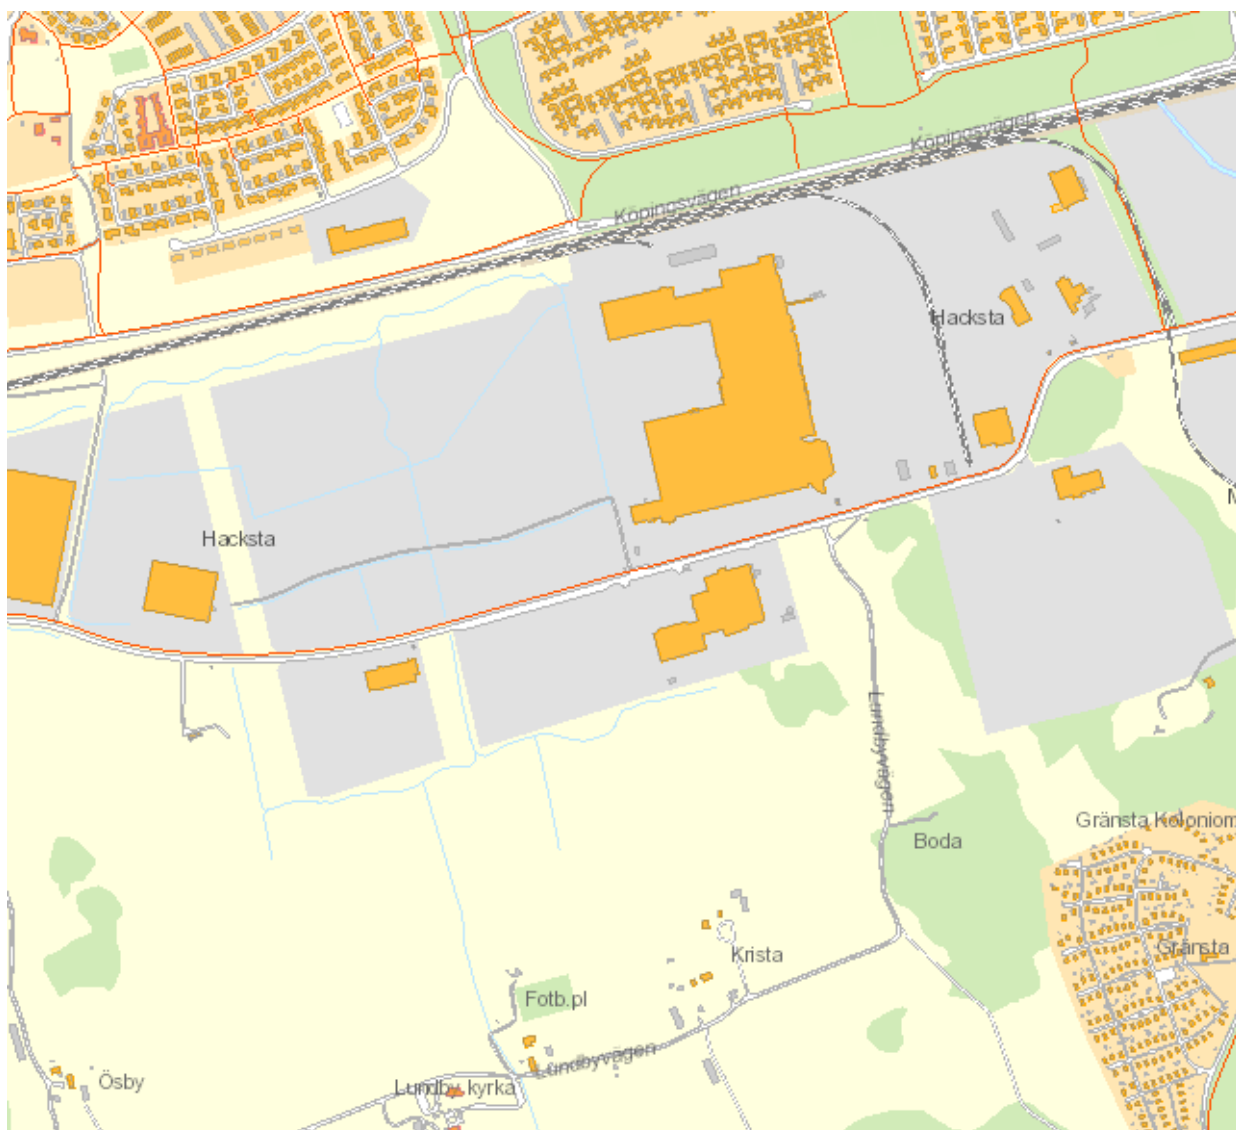 Köpingsvägen
Köpingsvägen
Hacksta
Hacksta
Lundbyvägen
Gränsta Koloniom
Boda
Gränsta
Krista
Fotb.pl
Lundbyvägen
Ösby
Lundby kyrka